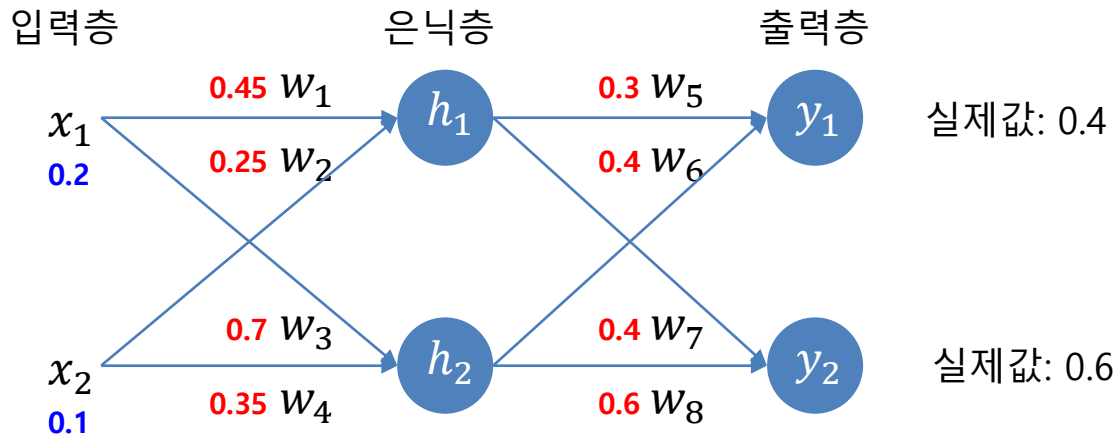 입력층 은닉층 출력층
0.45 w₁ 0.3 w₅
x₁ h₁ y₁ 실제값: 0.4
0.2 0.25 w₂ 0.4 w₆
0.7 w₃ 0.4 w₇
x₂ h₂ y₂ 실제값: 0.6
0.1 0.35 w₄ 0.6 w₈